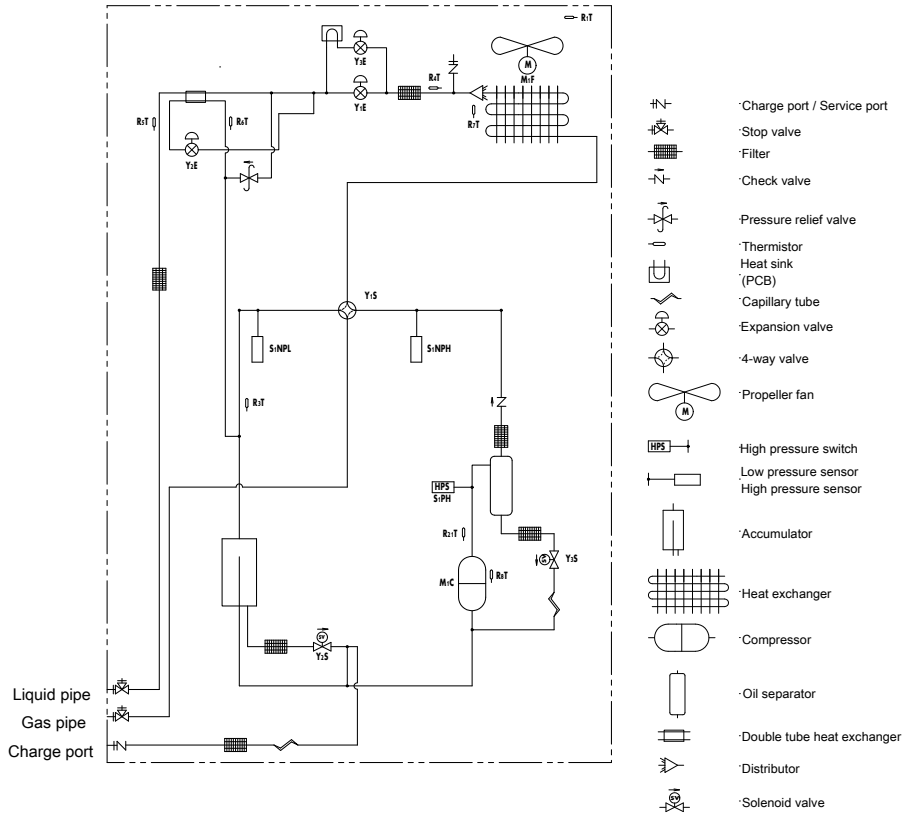 R1T
Y3E
M
M1F
R4T
Y1E
R7T
R5T
R6T
Y2E
Y1S
S1NPL
S1NPH
R3T
HPS
S1PH
R21T
SV
Y3S
M1C
R8T
SV
Y2S
Liquid pipe
Gas pipe
Charge port
Charge port / Service port
Stop valve
Filter
Check valve
Pressure relief valve
Thermistor
Heat sink
(PCB)
Capillary tube
Expansion valve
4-way valve
Propeller fan
M
HPS
High pressure switch
Low pressure sensor
High pressure sensor
Accumulator
Heat exchanger
Compressor
Oil separator
Double tube heat exchanger
Distributor
SV
Solenoid valve